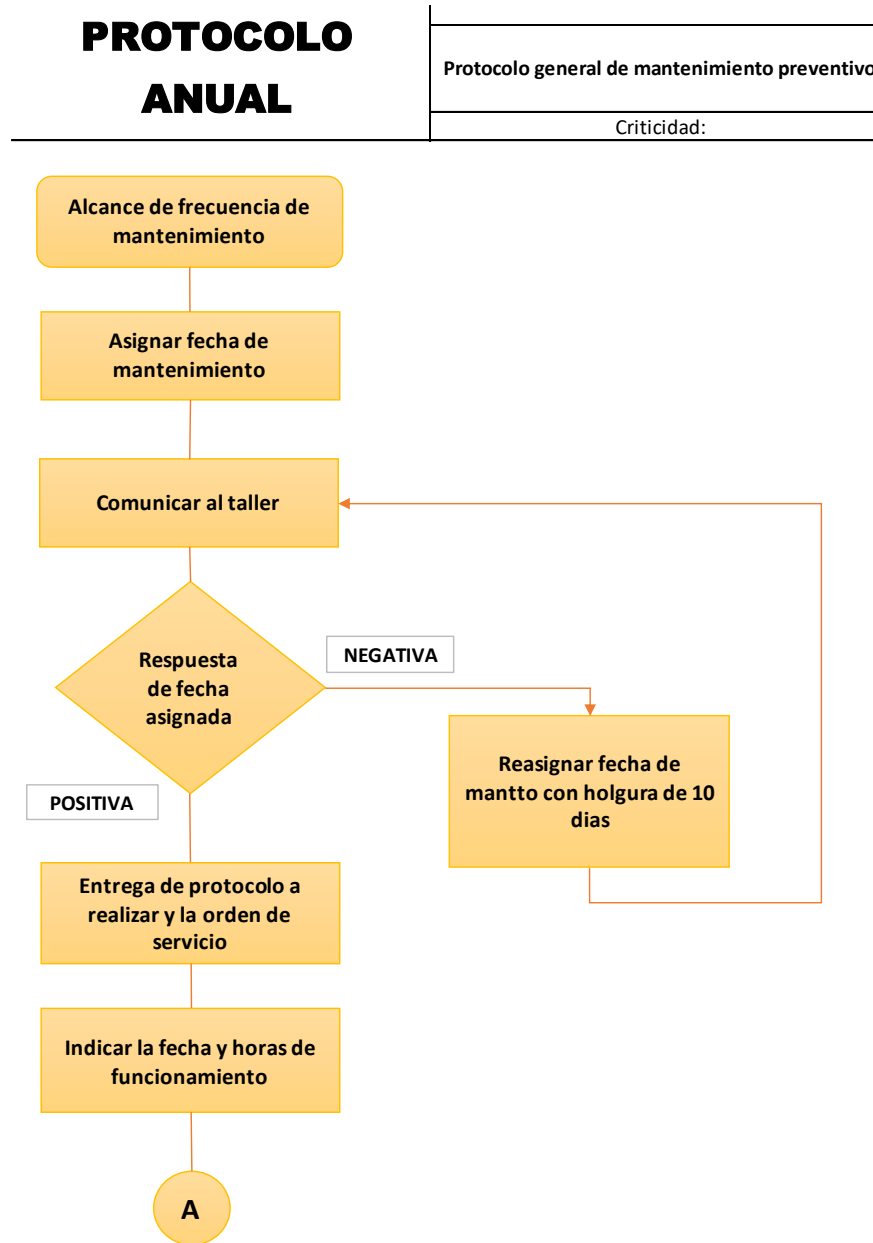 PROTOCOLO
ANUAL
Protocolo general de mantenimiento preventivo
Criticidad:
Alcance de frecuencia de
mantenimiento
Asignar fecha de
mantenimiento
Comunicar al taller
Respuesta
de fecha
asignada
NEGATIVA
Reasignar fecha de
mantto con holgura de 10
dias
POSITIVA
Entrega de protocolo a
realizar y la orden de
servicio
Indicar la fecha y horas de
funcionamiento
A